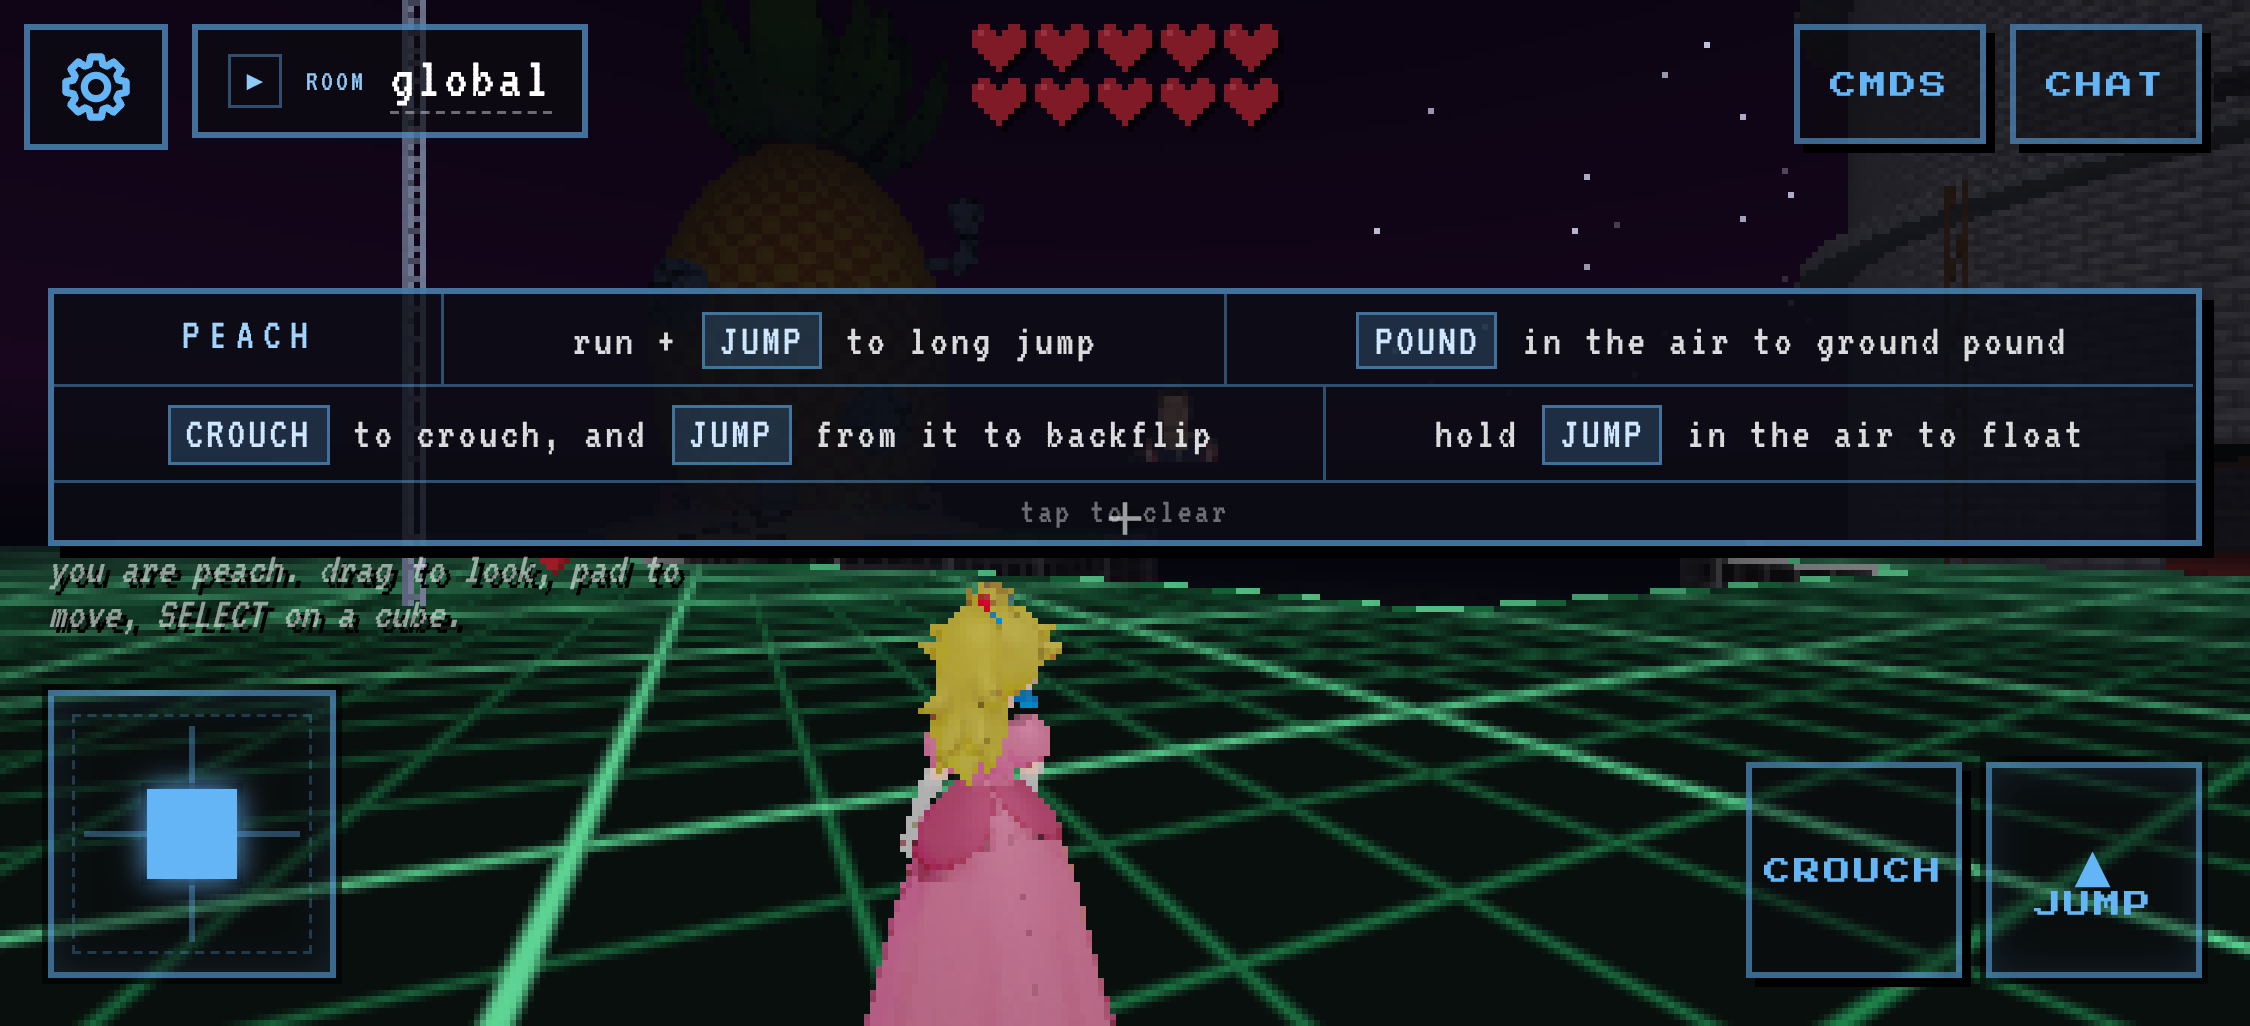 ROOM global
CMDS
CHAT
PEACH
run + JUMP to long jump
POUND in the air to ground pound
CROUCH to crouch, and JUMP from it to backflip
hold JUMP in the air to float
tap to clear
you are peach. drag to look, pad to
move, SELECT on a cube.
CROUCH
JUMP